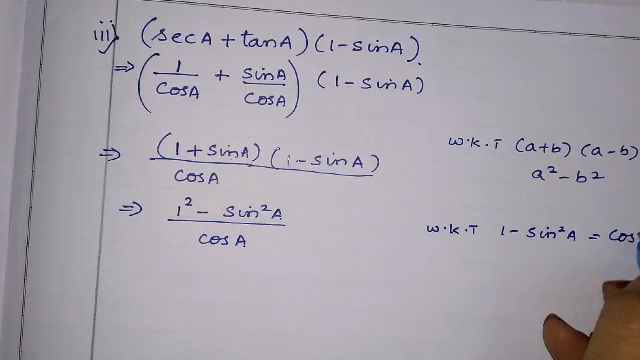 iii) (secA + tanA) (1-sinA).
⇒ (1/cosA + sinA/cosA) (1-sinA)
⇒ (1+sinA) (1-sinA) / cosA
w.k.T (a+b) (a-b)
a² - b²
⇒ 1² - sin²A / cosA
w.k.T 1 - sin²A = cos